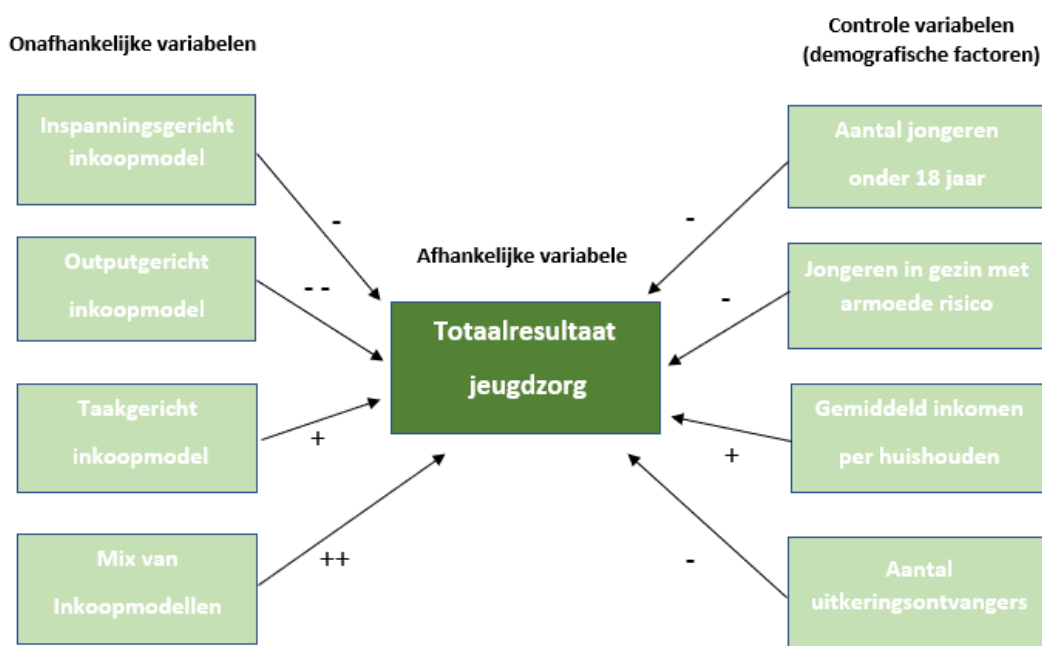 Onafhankelijke variabelen
Inspanningsgericht
inkoopmodel
-
Outputgericht
inkoopmodel
- -
Taakgericht
inkoopmodel
+
Mix van
Inkoopmodellen
++
Afhankelijke variabele
Totaalresultaat
jeugdzorg
Controle variabelen
(demografische factoren)
Aantal jongeren
onder 18 jaar
-
Jongeren in gezin met
armoede risico
-
Gemiddeld inkomen
per huishouden
+
Aantal
uitkeringsontvangers
-